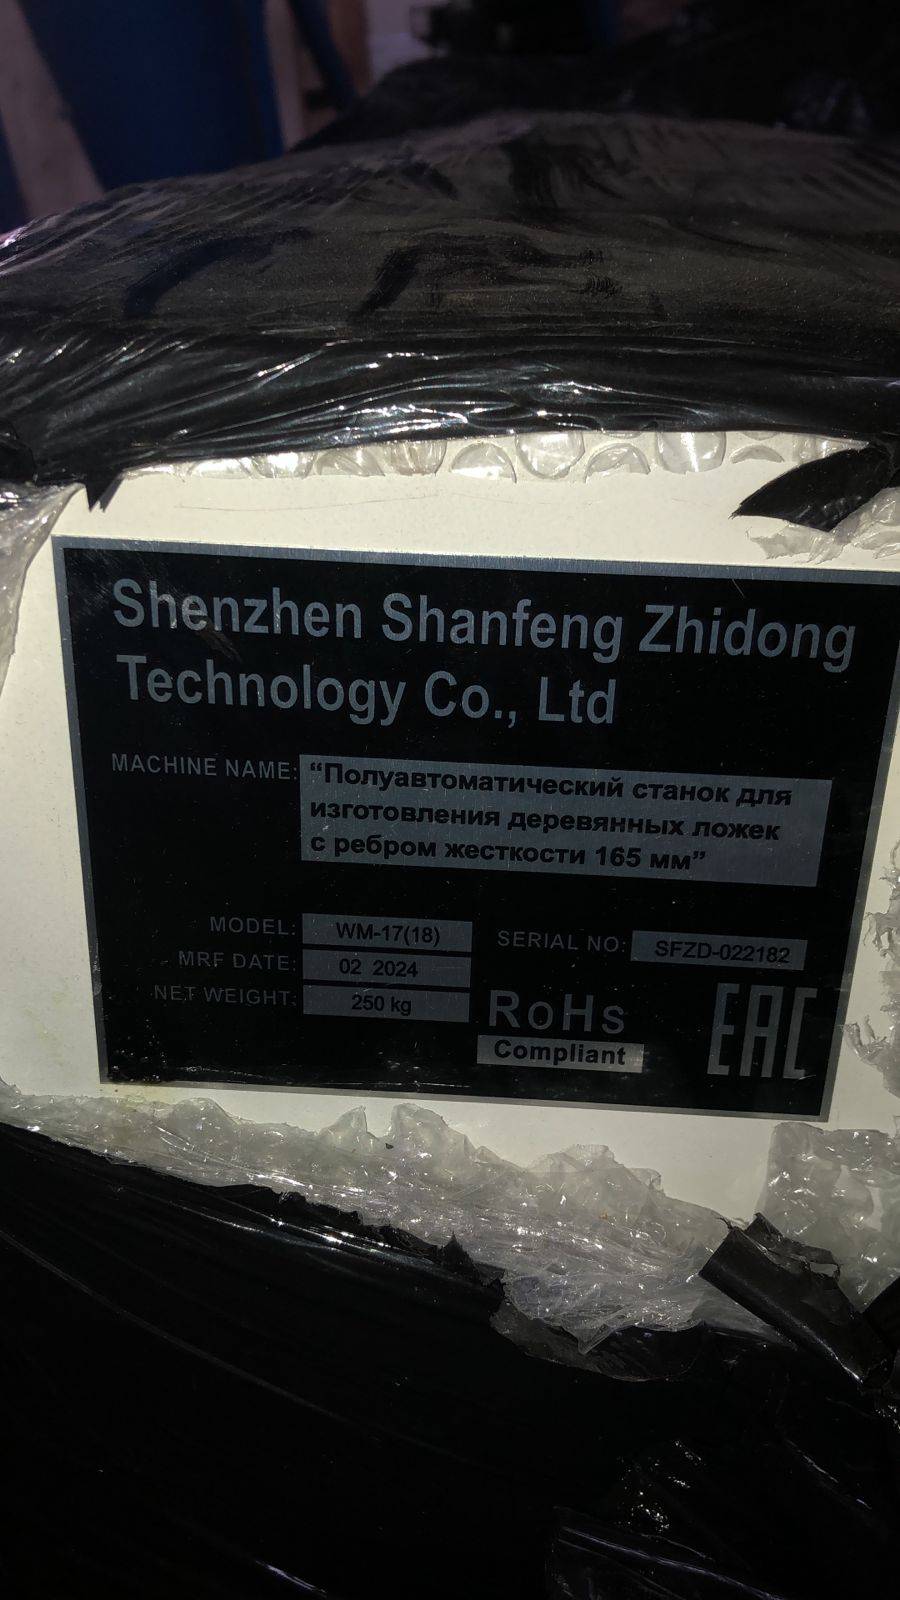 Shenzhen Shanfeng Zhidong
Technology Co., Ltd
MACHINE NAME: “Полуавтоматический станок для
изготовления деревянных ложек
с ребром жесткости 165 мм”
MODEL: WM-17(18)
SERIAL NO: SFZD-022182
MRF DATE: 02 2024
NET WEIGHT: 250 kg
RoHs
Compliant
EAC